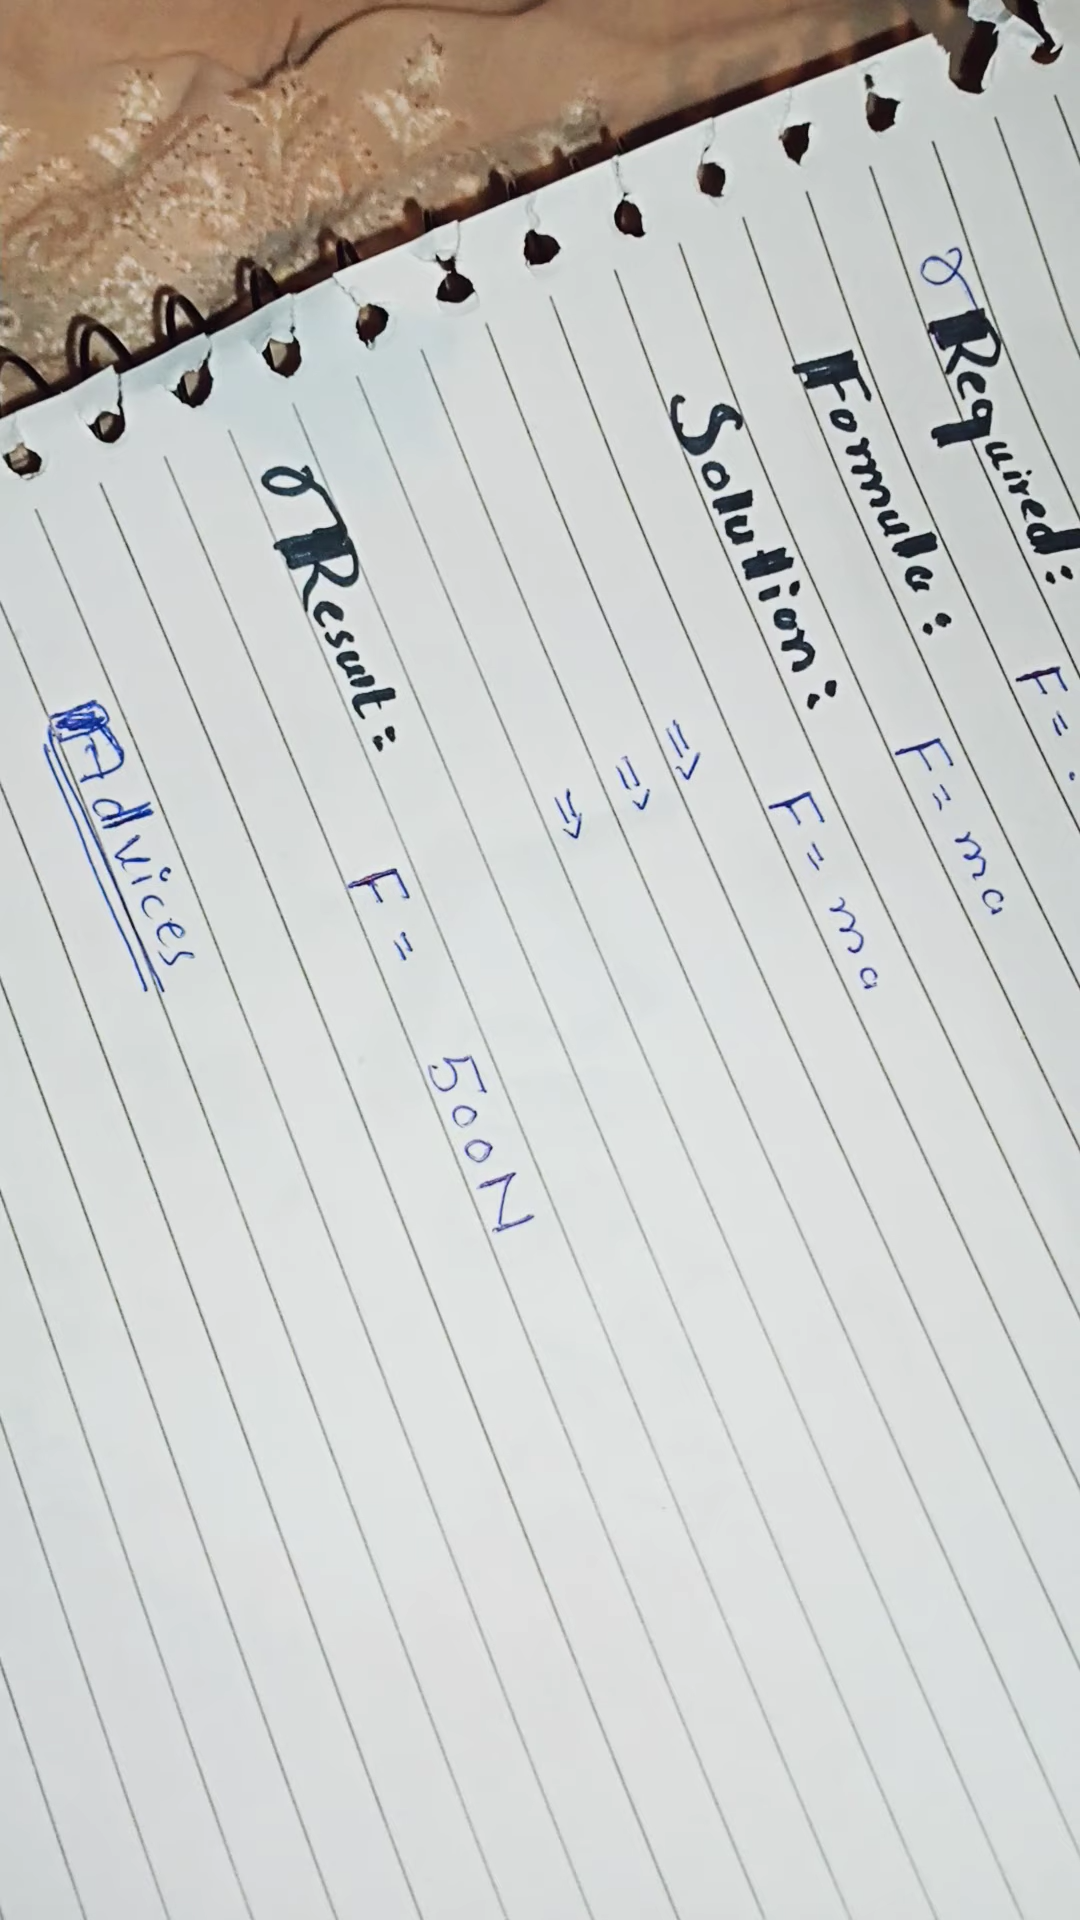 Required: F = ?
Formula: F = ma
Solution: F = ma
⇒
⇒
⇒
Result: F = 500N
Advices